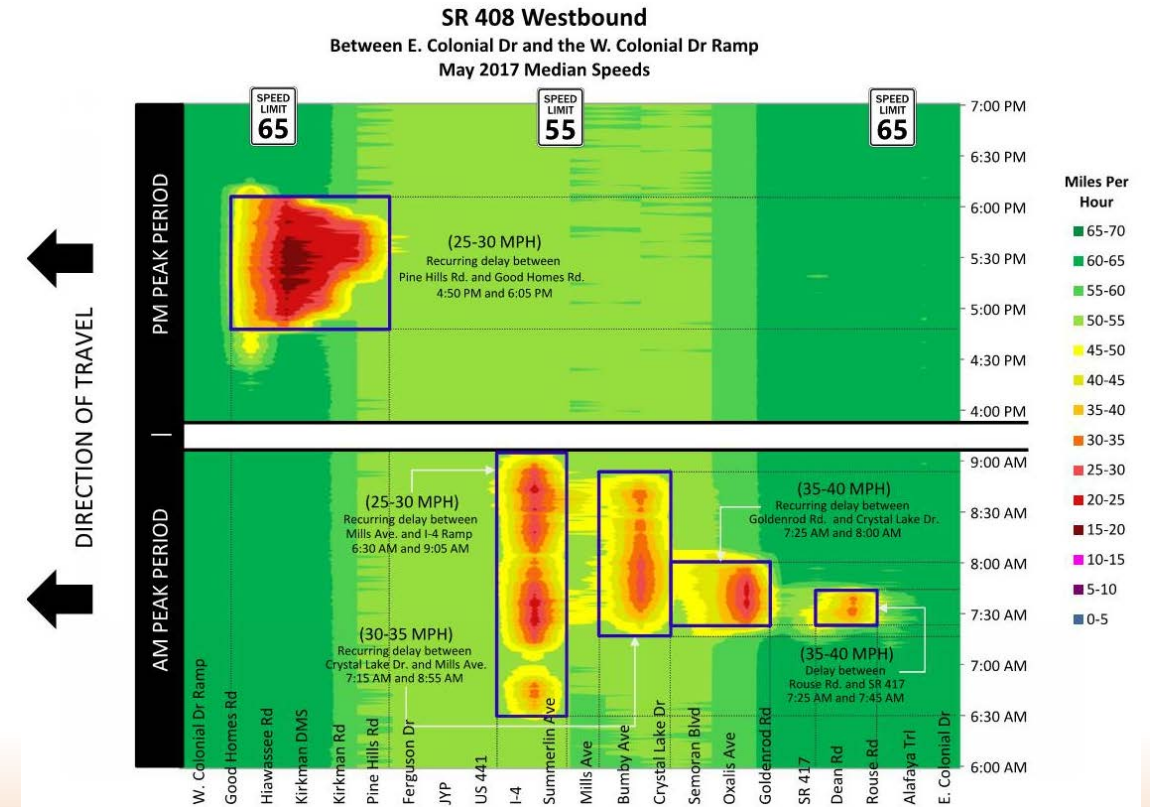 SR 408 Westbound
Between E. Colonial Dr and the W. Colonial Dr Ramp
May 2017 Median Speeds
SPEED
LIMIT
65
SPEED
LIMIT
55
SPEED
LIMIT
65
DIRECTION OF TRAVEL
PM PEAK PERIOD
|
AM PEAK PERIOD
7:00 PM
6:30 PM
6:00 PM
5:30 PM
5:00 PM
4:30 PM
4:00 PM
9:00 AM
8:30 AM
8:00 AM
7:30 AM
7:00 AM
6:30 AM
6:00 AM
(25-30 MPH)
Recurring delay between
Pine Hills Rd. and Good Homes Rd.
4:50 PM and 6:05 PM
(25-30 MPH)
Recurring delay between
Mills Ave. and I-4 Ramp
6:30 AM and 9:05 AM
(30-35 MPH)
Recurring delay between
Crystal Lake Dr. and Mills Ave.
7:15 AM and 8:55 AM
(35-40 MPH)
Recurring delay between
Goldenrod Rd. and Crystal Lake Dr.
7:25 AM and 8:00 AM
(35-40 MPH)
Delay between
Rouse Rd. and SR 417
7:25 AM and 7:45 AM
W. Colonial Dr Ramp
Good Homes Rd
Hiawassee Rd
Kirkman DMS
Kirkman Rd
Pine Hills Rd
Ferguson Dr
JYP
US 441
I-4
Summerlin Ave
Mills Ave
Bumby Ave
Crystal Lake Dr
Semoran Blvd
Oxalis Ave
Goldenrod Rd
SR 417
Dean Rd
Rouse Rd
Alafaya Trl
E. Colonial Dr
Miles Per
Hour
65-70
60-65
55-60
50-55
45-50
40-45
35-40
30-35
25-30
20-25
15-20
10-15
5-10
0-5